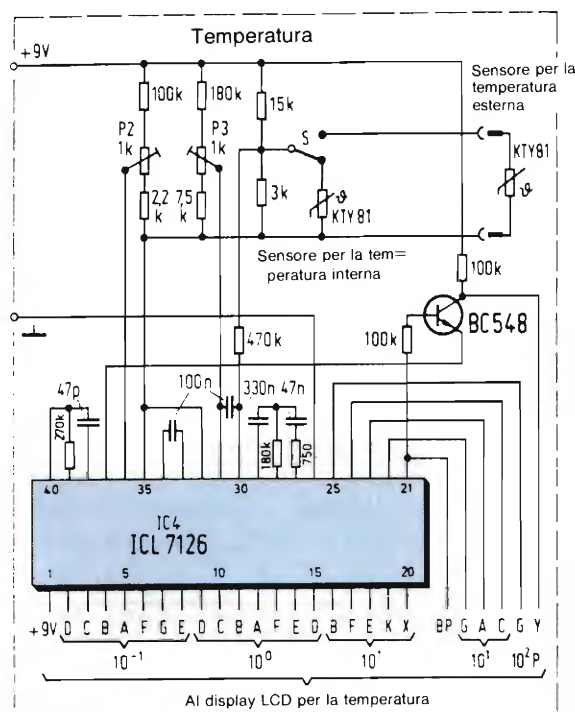 Temperatura
+9V
Sensore per la
temperatura
esterna
100k
180k
15k
P2
1k
P3
1k
S
KTY81
ϑ
2,2
k
7,5
k
3k
ϑ
KTY81
Sensore per la tem=
peratura interna
100k
BC548
100k
470k
47p
100n
330n
47n
270k
180k
750
40
35
30
25
21
IC4
ICL 7126
1
5
10
15
20
+9V D C B A F G E D C B A F E D B F E K X BP G A C G Y
10⁻¹ 10⁰ 10¹ 10¹ 10²P
Al display LCD per la temperatura